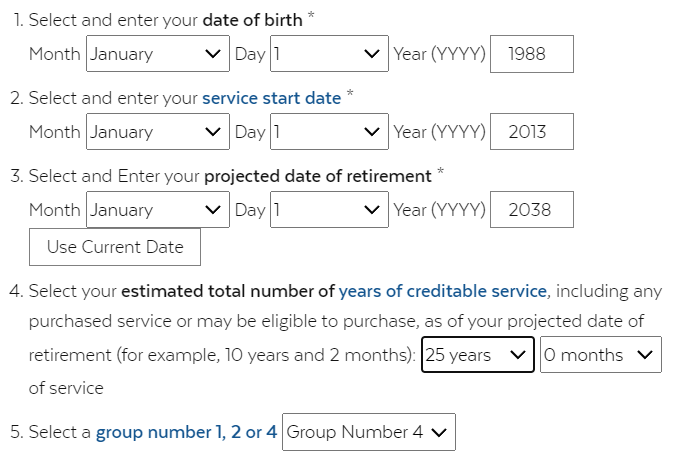 1. Select and enter your date of birth *
Month January Day 1 Year (YYYY) 1988
2. Select and enter your service start date *
Month January Day 1 Year (YYYY) 2013
3. Select and Enter your projected date of retirement *
Month January Day 1 Year (YYYY) 2038
Use Current Date
4. Select your estimated total number of years of creditable service, including any
purchased service or may be eligible to purchase, as of your projected date of
retirement (for example, 10 years and 2 months): 25 years 0 months
of service
5. Select a group number 1, 2 or 4 Group Number 4